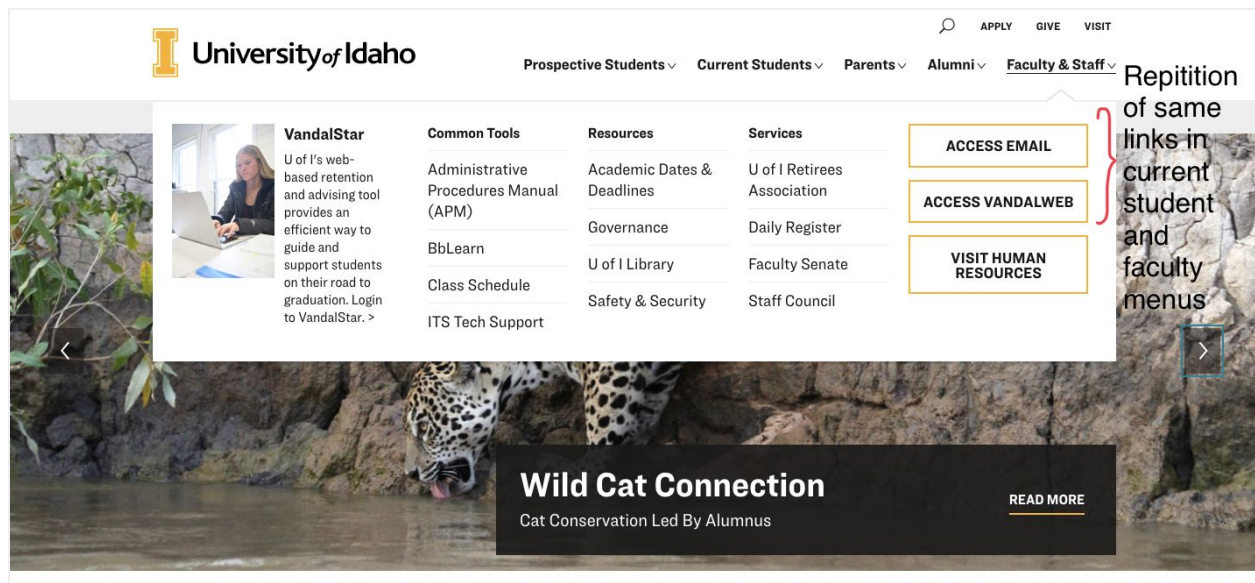 APPLY GIVE VISIT
I University of Idaho
Prospective Students Current Students Parents Alumni Faculty & Staff
Repitition
of same
links in
current
student
and
faculty
menus
VandalStar
U of I's web-
based retention
and advising tool
provides an
efficient way to
guide and
support students
on their road to
graduation. Login
to VandalStar. >
Common Tools
Administrative
Procedures Manual
(APM)
BbLearn
Class Schedule
ITS Tech Support
Resources
Academic Dates &
Deadlines
Governance
U of I Library
Safety & Security
Services
U of I Retirees
Association
Daily Register
Faculty Senate
Staff Council
ACCESS EMAIL
ACCESS VANDALWEB
VISIT HUMAN
RESOURCES
Wild Cat Connection
Cat Conservation Led By Alumnus
READ MORE